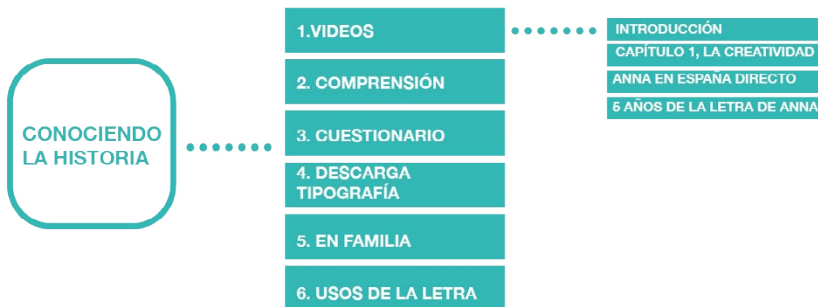 CONOCIENDO
LA HISTORIA
1.VIDEOS
2. COMPRENSIÓN
3. CUESTIONARIO
4. DESCARGA
TIPOGRAFÍA
5. EN FAMILIA
6. USOS DE LA LETRA
INTRODUCCIÓN
CAPÍTULO 1, LA CREATIVIDAD
ANNA EN ESPAÑA DIRECTO
5 AÑOS DE LA LETRA DE ANNA